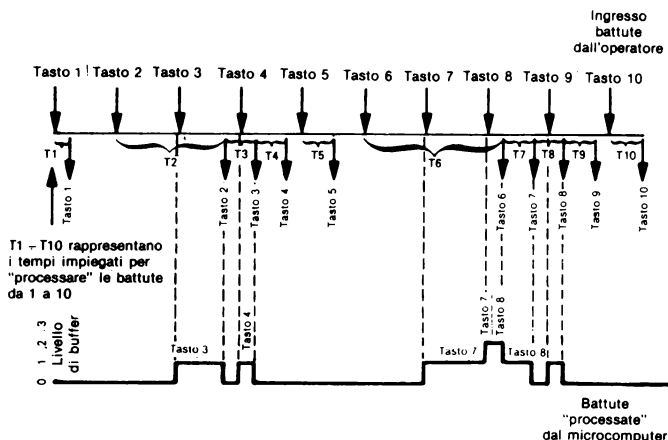 Ingresso
battute
dall'operatore
Tasto 1 Tasto 2 Tasto 3 Tasto 4 Tasto 5 Tasto 6 Tasto 7 Tasto 8 Tasto 9 Tasto 10
T1 T2 T3 T4 T5 T6 T7 T8 T9 T10
Tasto 1
Tasto 2
Tasto 3
Tasto 4
Tasto 5
Tasto 6
Tasto 7
Tasto 8
Tasto 9
Tasto 10
T1 – T10 rappresentano
i tempi impiegati per
"processare" le battute
da 1 a 10
Livello
di buffer
0 1 2 3
Tasto 3
Tasto 4
Tasto 7
Tasto 7
Tasto 8
Tasto 8
Battute
"processate"
dal microcomputer